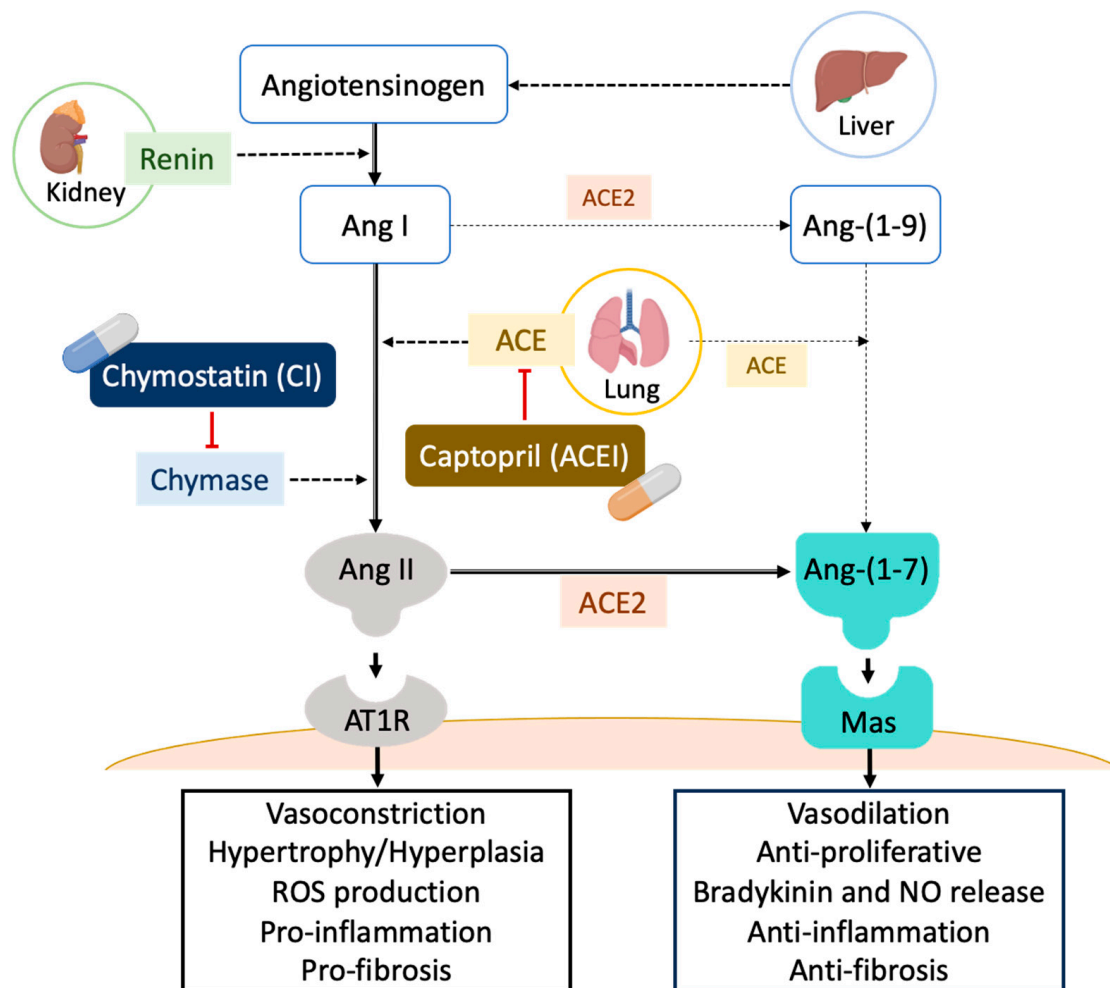 Angiotensinogen
Liver
Renin
Kidney
ACE2
Ang I
Ang-(1-9)
ACE
Lung
ACE
Chymostatin (CI)
Captopril (ACEI)
Chymase
Ang II
Ang-(1-7)
ACE2
AT1R
Mas
Vasoconstriction
Hypertrophy/Hyperplasia
ROS production
Pro-inflammation
Pro-fibrosis
Vasodilation
Anti-proliferative
Bradykinin and NO release
Anti-inflammation
Anti-fibrosis